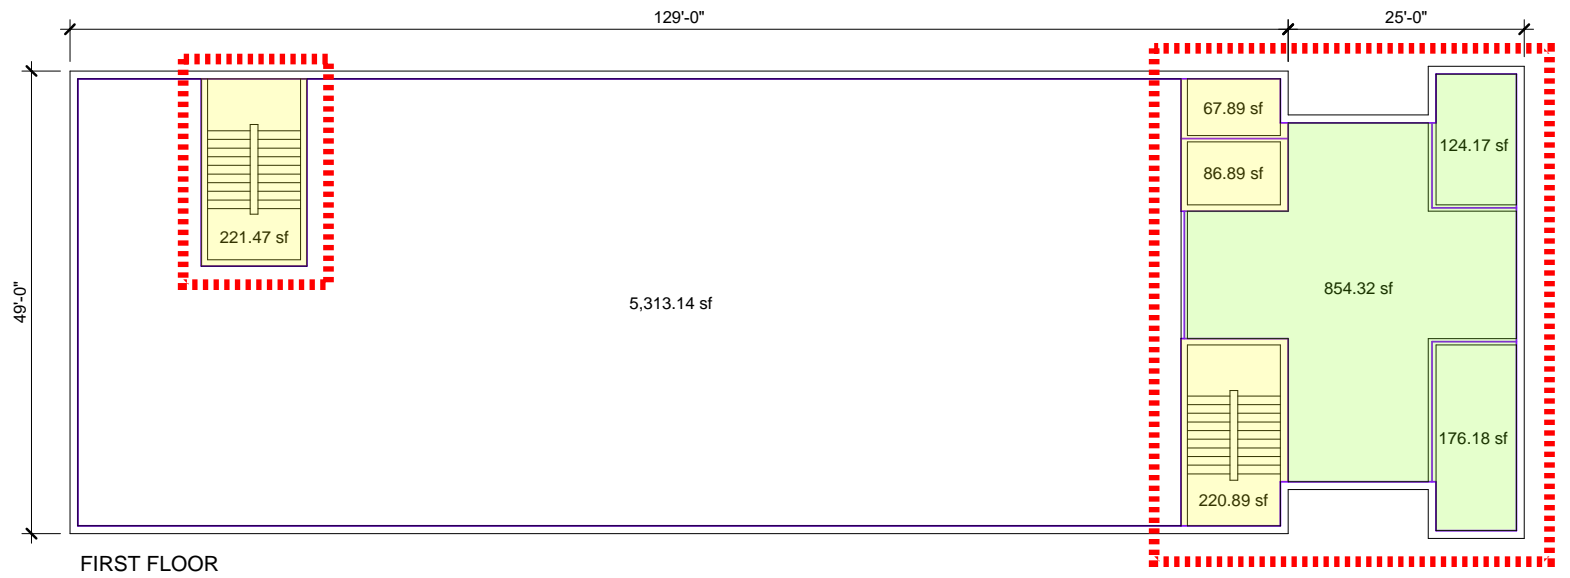 129'-0"
25'-0"
67.89 sf
124.17 sf
86.89 sf
221.47 sf
49'-0"
5,313.14 sf
854.32 sf
176.18 sf
220.89 sf
FIRST FLOOR